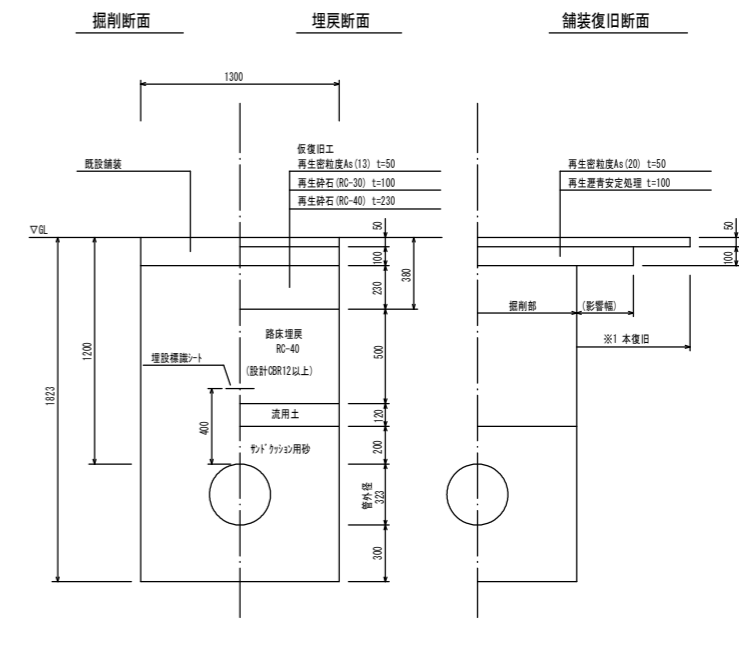 掘削断面
埋戻断面
舗装復旧断面
1300
仮復旧工
再生密粒度As(13) t=50
再生砕石(RC-30) t=100
再生砕石(RC-40) t=230
既設舗装
再生密粒度As(20) t=50
再生瀝青安定処理 t=100
▽GL
50
100
230
380
50
100
掘削部
(影響幅)
※1 本復旧
路床埋戻
RC-40
(設計CBR12以上)
500
1200
1823
埋設標識シート
400
流用土
120
サンドクッション用砂
200
管外径
323
300